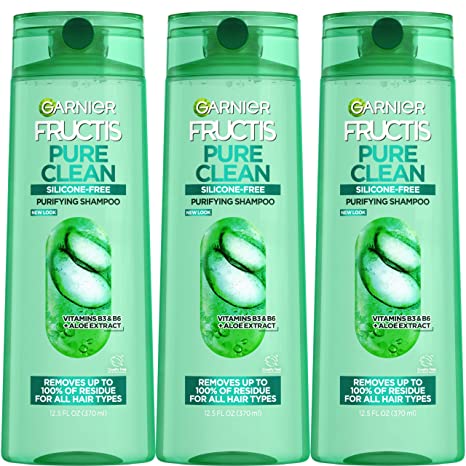 GARNIER
FRUCTIS
PURE
CLEAN
SILICONE-FREE
PURIFYING SHAMPOO
NEW LOOK
VITAMINS B3 & B6
+ ALOE EXTRACT
REMOVES UP TO
100% OF RESIDUE
FOR ALL HAIR TYPES
12.5 FL OZ (370 ml)
GARNIER
FRUCTIS
PURE
CLEAN
SILICONE-FREE
PURIFYING SHAMPOO
NEW LOOK
VITAMINS B3 & B6
+ ALOE EXTRACT
REMOVES UP TO
100% OF RESIDUE
FOR ALL HAIR TYPES
12.5 FL OZ (370 ml)
GARNIER
FRUCTIS
PURE
CLEAN
SILICONE-FREE
PURIFYING SHAMPOO
NEW LOOK
VITAMINS B3 & B6
+ ALOE EXTRACT
REMOVES UP TO
100% OF RESIDUE
FOR ALL HAIR TYPES
12.5 FL OZ (370 ml)